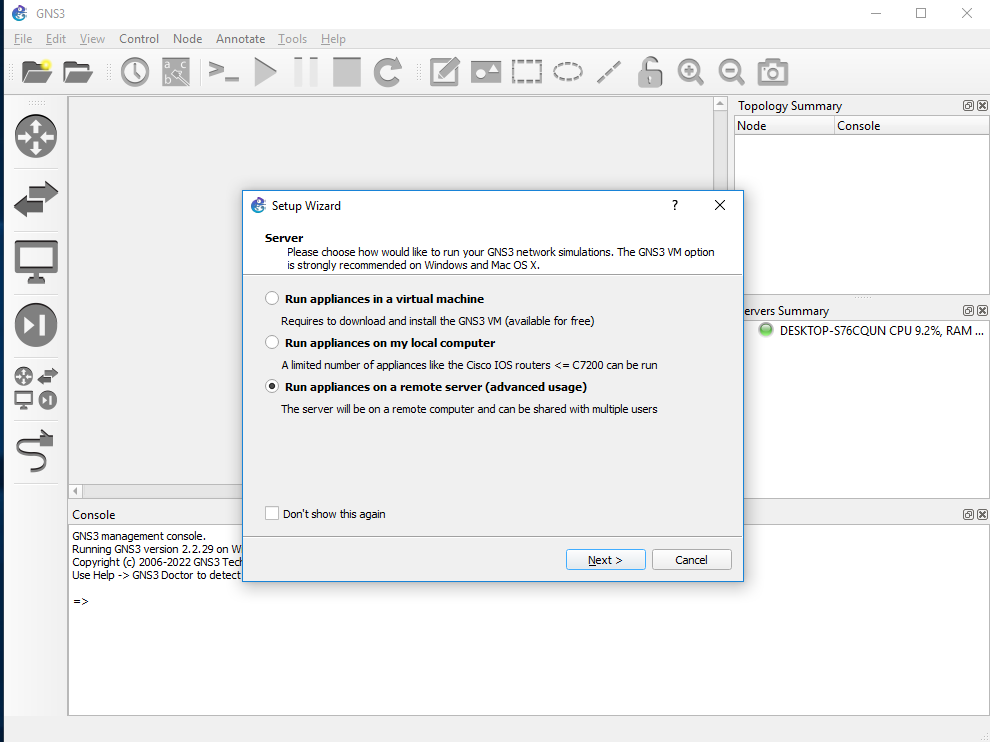 GNS3
File Edit View Control Node Annotate Tools Help
a c
b
Topology Summary
Node Console
Setup Wizard
?
Server
Please choose how would like to run your GNS3 network simulations. The GNS3 VM option
is strongly recommended on Windows and Mac OS X.
Run appliances in a virtual machine
Requires to download and install the GNS3 VM (available for free)
Run appliances on my local computer
A limited number of appliances like the Cisco IOS routers <= C7200 can be run
Run appliances on a remote server (advanced usage)
The server will be on a remote computer and can be shared with multiple users
Don't show this again
Next >
Cancel
ervers Summary
DESKTOP-S76CQUN CPU 9.2%, RAM ...
Console
GNS3 management console.
Running GNS3 version 2.2.29 on W
Copyright (c) 2006-2022 GNS3 Tech
Use Help -> GNS3 Doctor to detect
=>